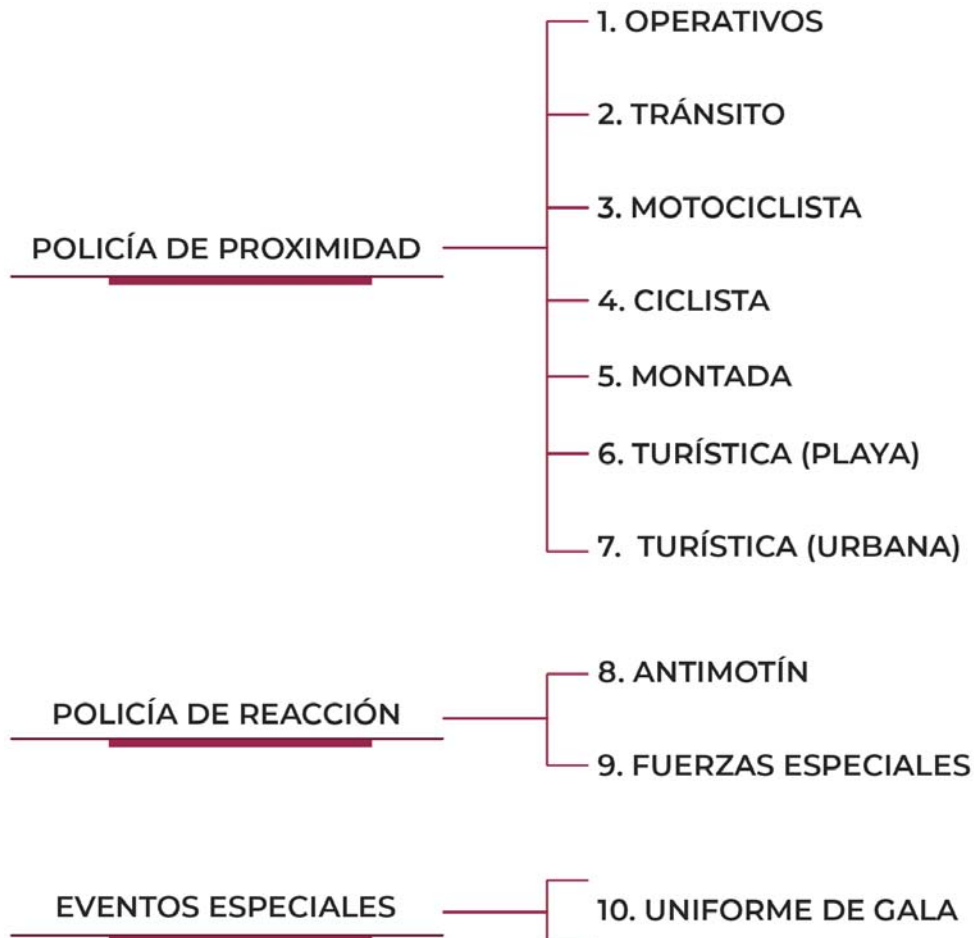 POLICÍA DE PROXIMIDAD
1. OPERATIVOS
2. TRÁNSITO
3. MOTOCICLISTA
4. CICLISTA
5. MONTADA
6. TURÍSTICA (PLAYA)
7. TURÍSTICA (URBANA)
POLICÍA DE REACCIÓN
8. ANTIMOTÍN
9. FUERZAS ESPECIALES
EVENTOS ESPECIALES
10. UNIFORME DE GALA